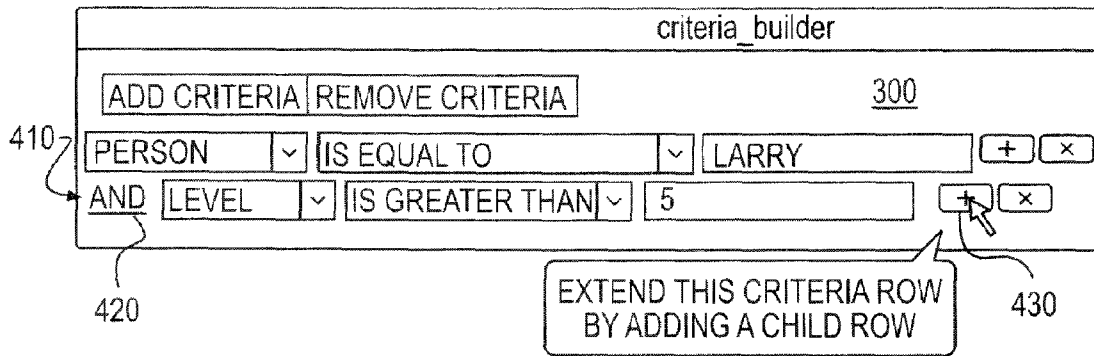 criteria_builder
ADD CRITERIA REMOVE CRITERIA 300
410 PERSON IS EQUAL TO LARRY + ×
AND LEVEL IS GREATER THAN 5 + ×
420 EXTEND THIS CRITERIA ROW 430
BY ADDING A CHILD ROW